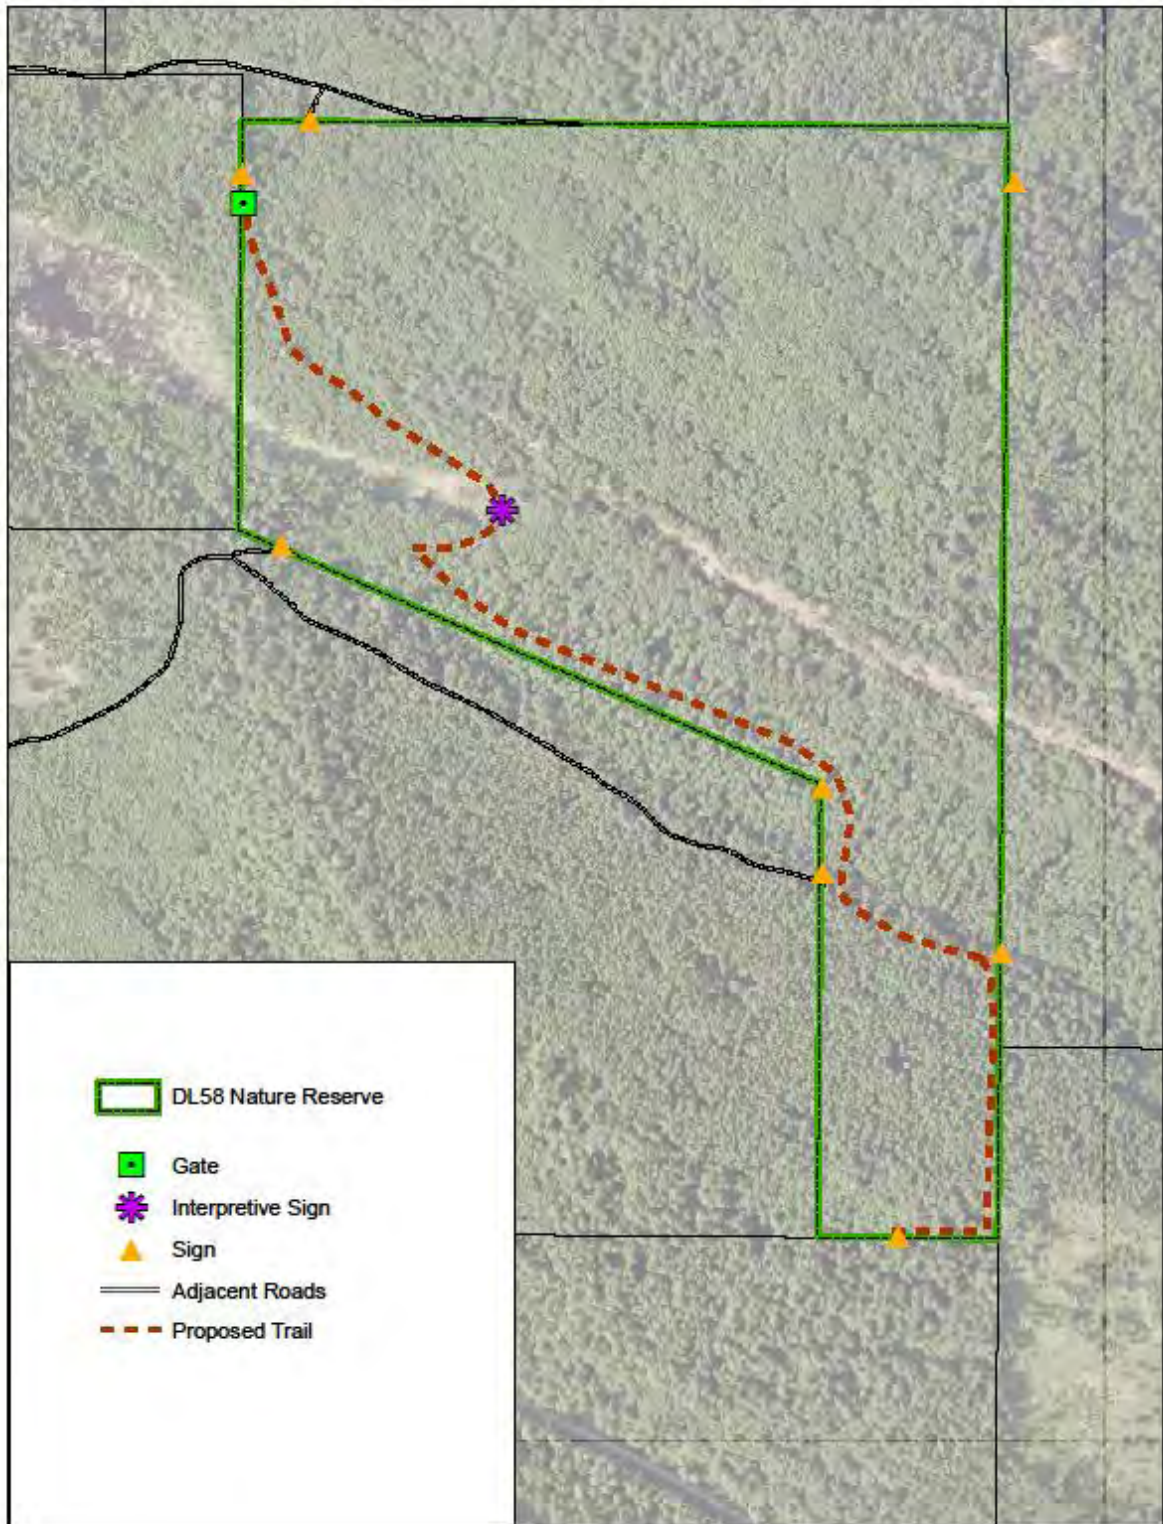 DL58 Nature Reserve
Gate
Interpretive Sign
Sign
Adjacent Roads
Proposed Trail